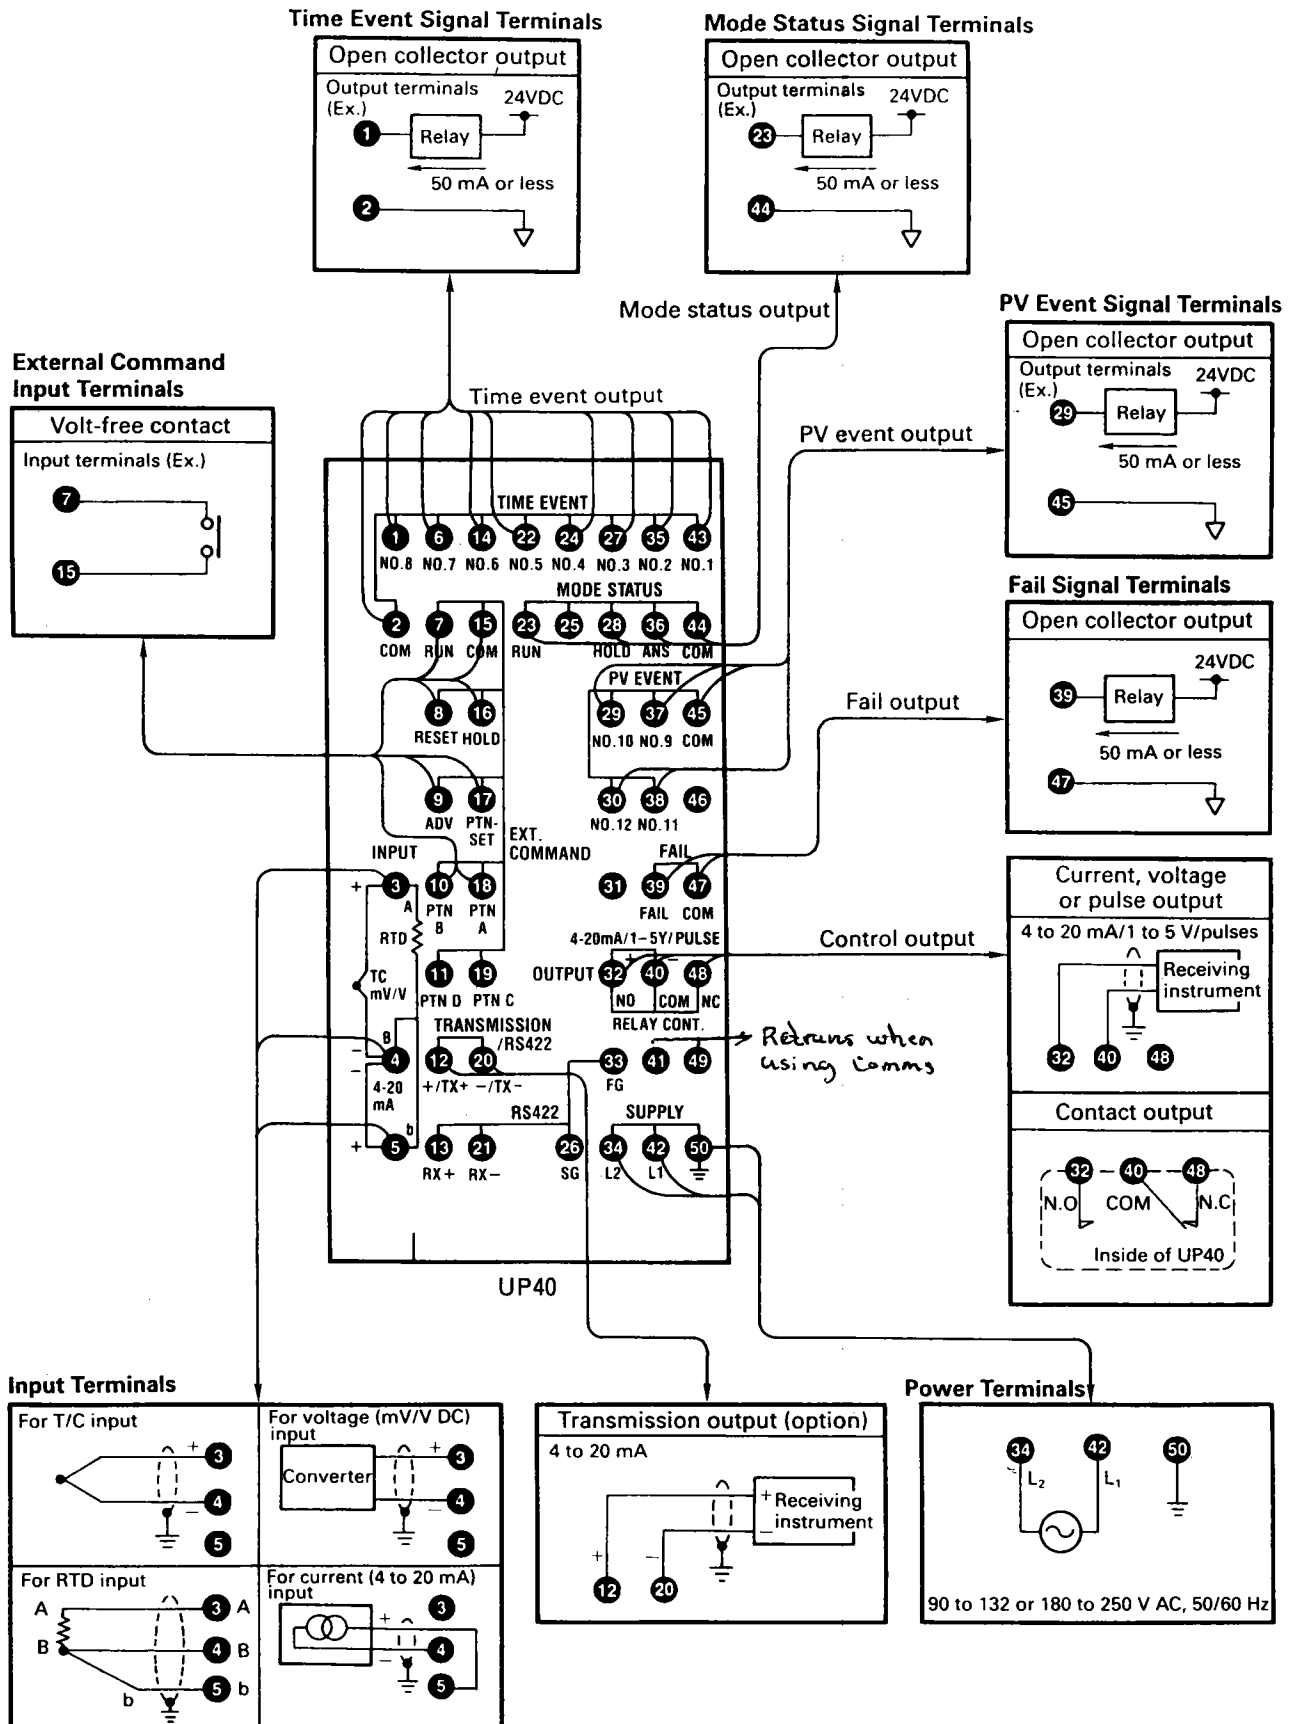 Time Event Signal Terminals
Open collector output
Output terminals
(Ex.)
24VDC
1
Relay
50 mA or less
2
Mode Status Signal Terminals
Open collector output
Output terminals
(Ex.)
24VDC
23
Relay
50 mA or less
44
Mode status output
PV Event Signal Terminals
Open collector output
Output terminals
(Ex.)
24VDC
29
Relay
50 mA or less
45
External Command
Input Terminals
Volt-free contact
Input terminals (Ex.)
7
15
Time event output
PV event output
TIME EVENT
1 6 14 22 24 27 35 43
NO.8 NO.7 NO.6 NO.5 NO.4 NO.3 NO.2 NO.1
MODE STATUS
2 7 15 23 25 28 36 44
COM RUN COM RUN HOLD ANS COM
PV EVENT
8 16 29 37 45
RESET HOLD NO.10 NO.9 COM
9 17 30 38 46
ADV PTN-
SET
NO.12 NO.11
EXT.
COMMAND
INPUT
FAIL
+ 3 10 18 31 39 47
A
PTN
B
PTN
A
FAIL COM
RTD
4-20mA/1-5Y/PULSE
TC
mV/V
11 19 OUTPUT 32 + 40 - 48
PTN D PTN C NO COM NC
RELAY CONT.
TRANSMISSION
/RS422
B
- 4 12 20 33 41 49
-
+/TX+ -/TX- FG
Retrans when
using Comms
4-20
mA
RS422
SUPPLY
b
+ 5 13 21 26 34 42 50
RX+ RX- SG L2 L1
UP40
Fail Signal Terminals
Open collector output
24VDC
39
Relay
50 mA or less
47
Fail output
Control output
Current, voltage
or pulse output
4 to 20 mA/1 to 5 V/pulses
Receiving
instrument
32 40 48
Contact output
32 40 48
N.O COM N.C
Inside of UP40
Input Terminals
For T/C input
+ 3
4
-
5
For voltage (mV/V DC)
input
Converter
+ 3
4
-
5
For RTD input
A 3 A
B 4 B
b 5 b
For current (4 to 20 mA)
input
3
+
4
-
5
Transmission output (option)
4 to 20 mA
+ Receiving
- instrument
+ -
12 20
Power Terminals
34 42 50
L2 L1
90 to 132 or 180 to 250 V AC, 50/60 Hz